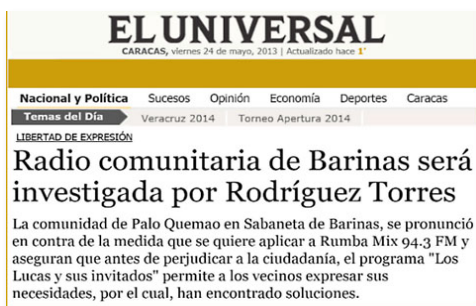 EL UNIVERSAL
CARACAS, viernes 24 de mayo, 2013 | Actualizado hace 1'
Nacional y Política Sucesos Opinión Economía Deportes Caracas
Temas del Día Veracruz 2014 Torneo Apertura 2014
LIBERTAD DE EXPRESIÓN
Radio comunitaria de Barinas será
investigada por Rodríguez Torres
La comunidad de Palo Quemao en Sabaneta de Barinas, se pronunció
en contra de la medida que se quiere aplicar a Rumba Mix 94.3 FM y
aseguran que antes de perjudicar a la ciudadanía, el programa "Los
Lucas y sus invitados" permite a los vecinos expresar sus
necesidades, por el cual, han encontrado soluciones.